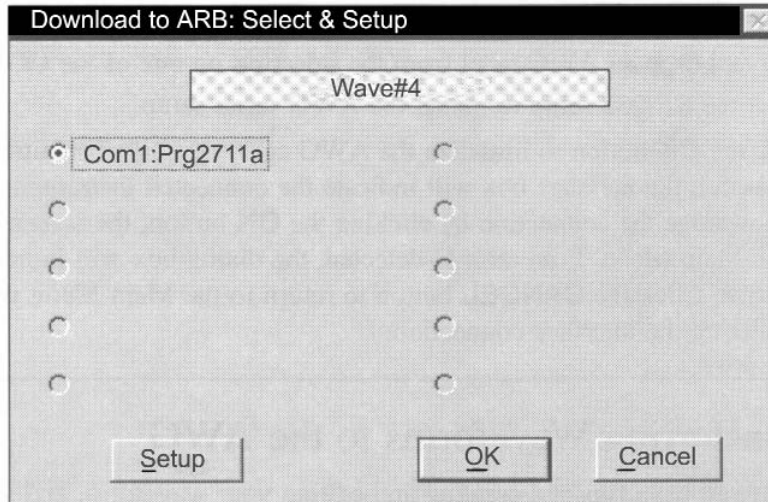 Download to ARB: Select & Setup
Wave#4
Com1:Prg2711a
Setup
OK
Cancel